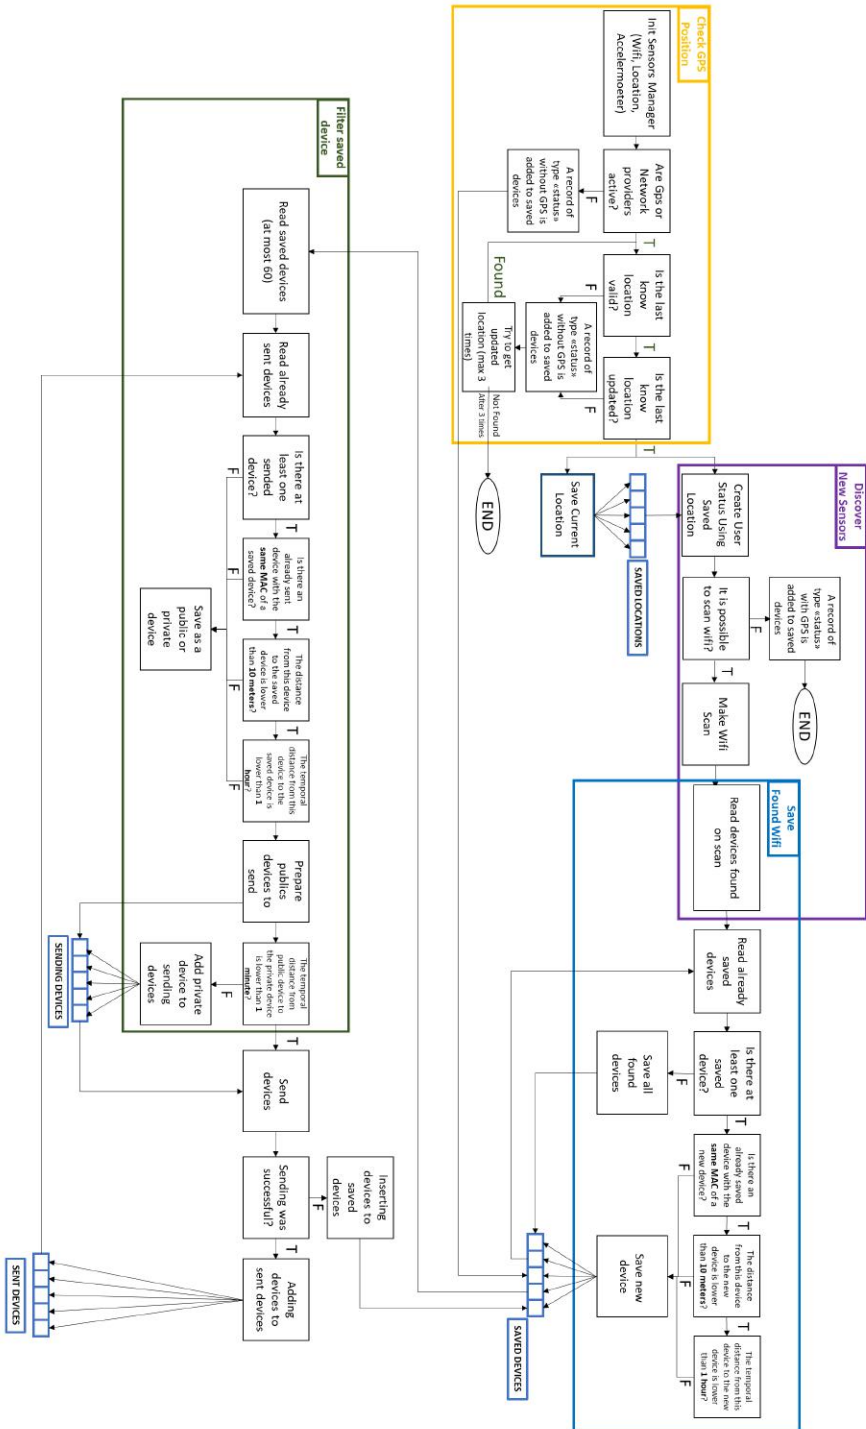 Check GPS
Position
Init Sensors Manager
(Wifi, Location,
Accelermoeter)
Are Gps or
Network
providers
active?
F
T
A record of
type «status»
without GPS is
added to saved
devices
Is the last
know
location
valid?
F
T
A record of
type «status»
without GPS is
added to saved
devices
Is the last
know
location
updated?
F
T
Try to get
updated
location (max 3
times)
Found
Not Found
After 3 times
END
Save Current
Location
SAVED LOCATIONS
Discover
New Sensors
Create User
Status Using
Saved
Location
It is possible
to scan wifi?
F
T
A record of
type «status»
with GPS is
added to saved
devices
END
Make Wifi
Scan
Save
Found Wifi
Read devices found
on scan
Read already
saved
devices
Is there at
least one
saved
device?
F
T
Save all
found
devices
Is there an
already saved
device with the
same MAC of a
new device?
F
T
The distance
from this device
to the new
device is lower
than 10 meters?
F
T
The temporal
distance from this
device to the new
device is lower
than 1 hour?
F
Save new
device
SAVED DEVICES
Filter saved
device
Read saved devices
(at most 60)
Read already
sent devices
Is there at
least one
sended
device?
F
T
Is there an
already sent
device with the
same MAC of a
saved device?
F
T
The distance
from this device
to the saved
device is lower
than 10 meters?
F
T
The temporal
distance from this
device to the
saved device is
lower than 1
hour?
F
Save as a
public or
private
device
Prepare
publics
devices to
send
The temporal
distance from
public device to
the private device
is lower than 1
minute?
F
T
Add private
device to
sending
devices
SENDING DEVICES
Send
devices
Sending was
successful?
F
T
Inserting
devices to
saved
devices
Adding
devices to
sent devices
SENT DEVICES